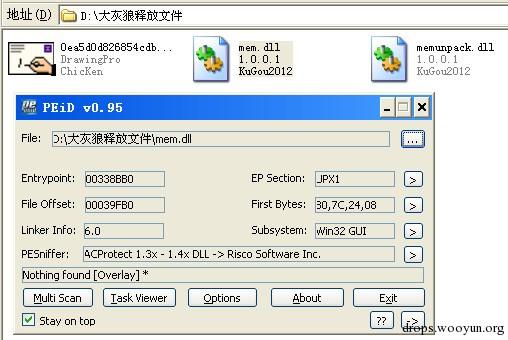 地址(D) D:\大灰狼释放文件
0ea5d0d826854cdb...
DrawingPro
ChicKen
mem.dll
1.0.0.1
KuGou2012
memunpack.dll
1.0.0.1
KuGou2012
PEiD v0.95
File: D:\大灰狼释放文件\mem.dll ...
Entrypoint: 00338BB0 EP Section: UPX1 >
File Offset: 00039FB0 First Bytes: 80,7C,24,08 >
Linker Info: 6.0 Subsystem: Win32 GUI >
PESniffer: ACProtect 1.3x - 1.4x DLL -> Risco Software Inc. >
Nothing found [Overlay] *
Multi Scan Task Viewer Options About Exit
Stay on top ?? ->
drops.wooyun.org